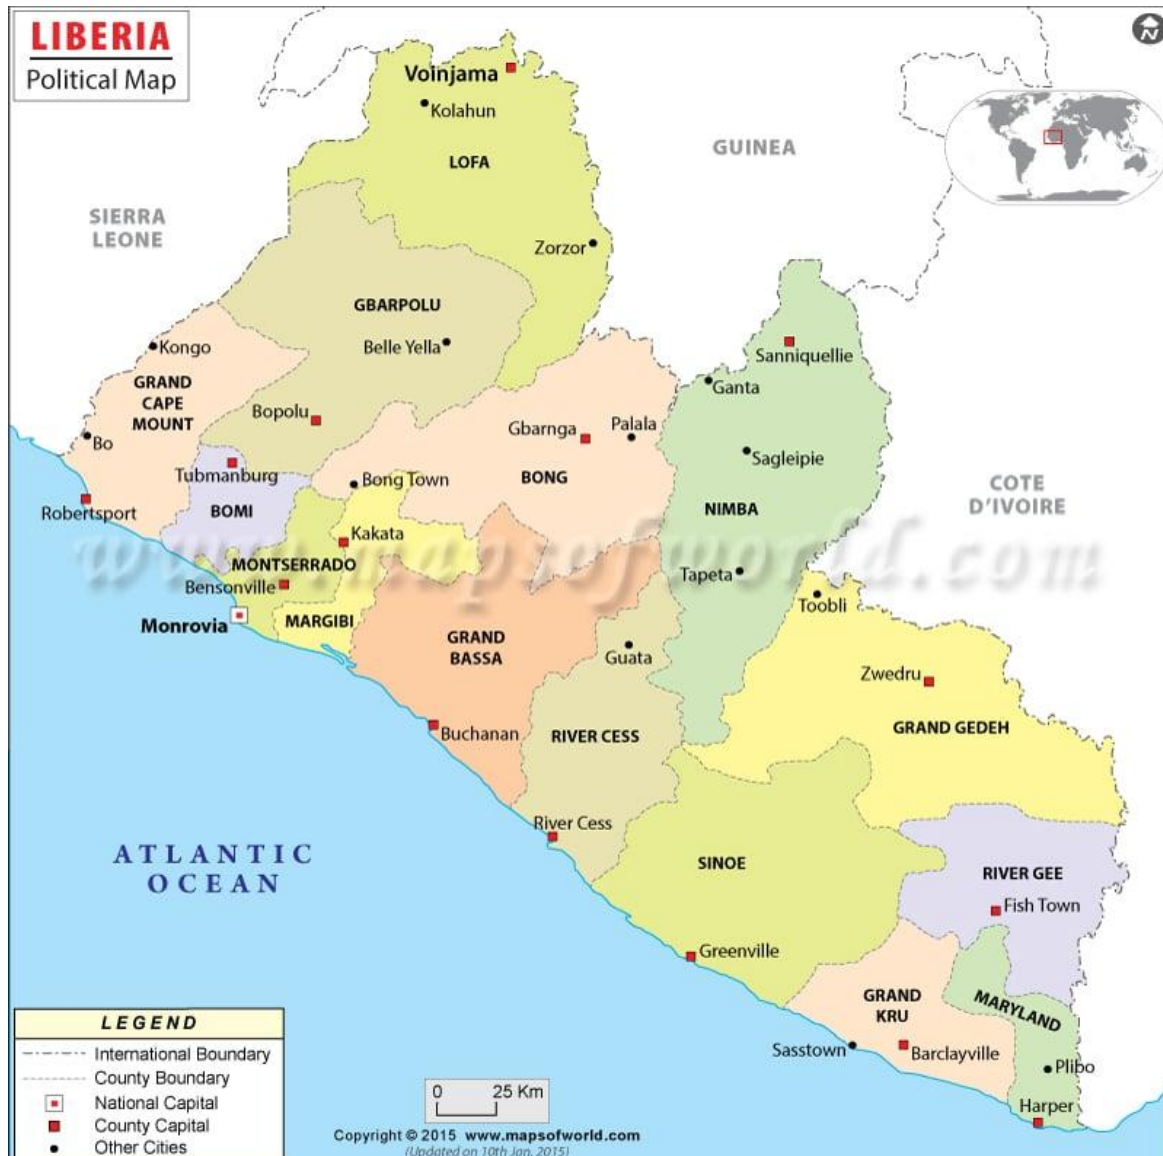 LIBERIA
Political Map
N
Voinjama
Kolahun
LOFA
GUINEA
SIERRA
LEONE
Zorzor
GBARPOLU
Belle Yella
Kongo
GRAND
CAPE
MOUNT
Sanniquellie
Ganta
Bopolu
Gbarnga
Palala
Bo
Sagleipie
Tubmanburg
Bong Town
BONG
COTE
D'IVOIRE
Robertsport
BOMI
NIMBA
Kakata
www.mapsofworld.com
MONTSERRADO
Bensonville
Tapeta
Toobli
Monrovia
MARGIBI
GRAND
BASSA
Guata
Zwedru
Buchanan
RIVER CESS
GRAND GEDEH
River Cess
ATLANTIC
OCEAN
SINOE
RIVER GEE
Fish Town
Greenville
GRAND
KRU
MARYLAND
Sasstown
Barclayville
Plibo
Harper
LEGEND
International Boundary
County Boundary
National Capital
County Capital
Other Cities
0 25 Km
Copyright © 2015 www.mapsofworld.com
(Updated on 10th Jan, 2015)